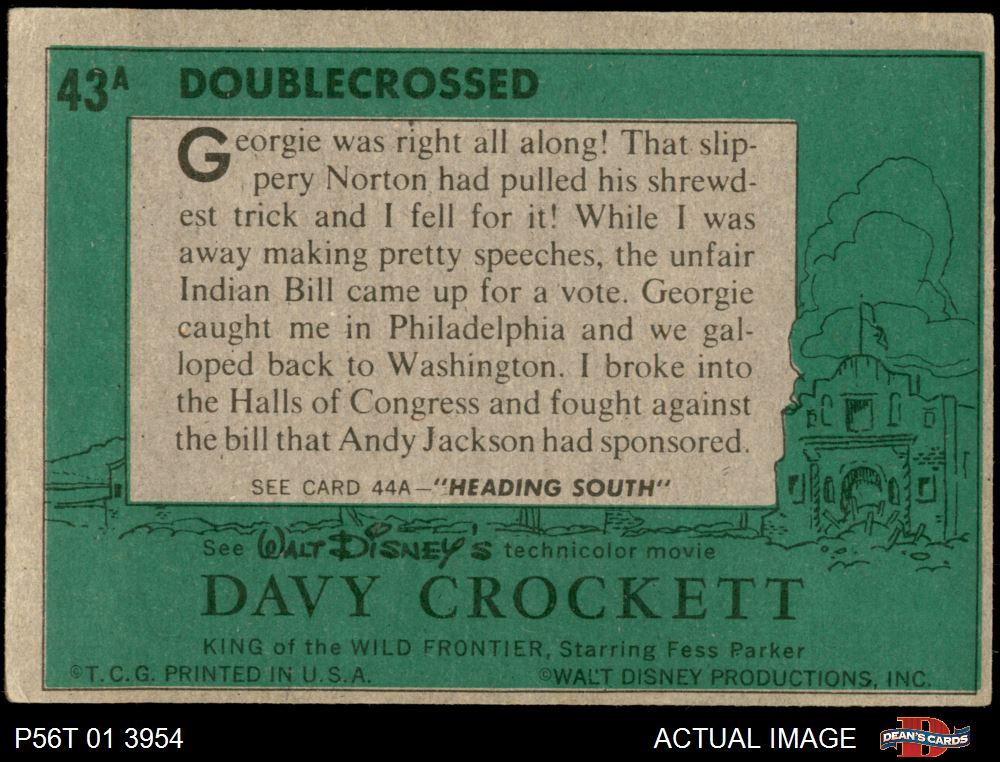 43A DOUBLECROSSED
Georgie was right all along! That slip-
pery Norton had pulled his shrewd-
est trick and I fell for it! While I was
away making pretty speeches, the unfair
Indian Bill came up for a vote. Georgie
caught me in Philadelphia and we gal-
loped back to Washington. I broke into
the Halls of Congress and fought against
the bill that Andy Jackson had sponsored.
SEE CARD 44A—"HEADING SOUTH"
See WALT DISNEY'S technicolor movie
DAVY CROCKETT
KING of the WILD FRONTIER, Starring Fess Parker
©T.C.G. PRINTED IN U.S.A. ©WALT DISNEY PRODUCTIONS, INC.
P56T 01 3954 ACTUAL IMAGE D DEAN'S CARDS